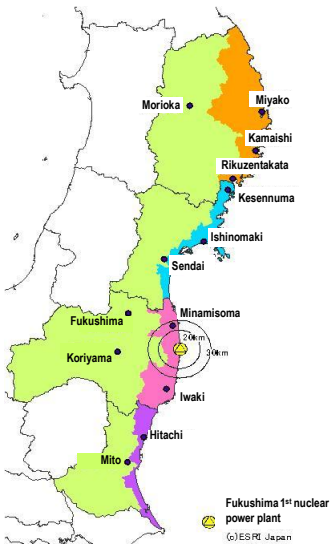 Morioka
Miyako
Kamaishi
Rikuzentakata
Kesennuma
Ishinomaki
Sendai
Minamisoma
Fukushima
20km
30km
Koriyama
Iwaki
Hitachi
Mito
Fukushima 1st nuclear
power plant
(c)ESRI Japan